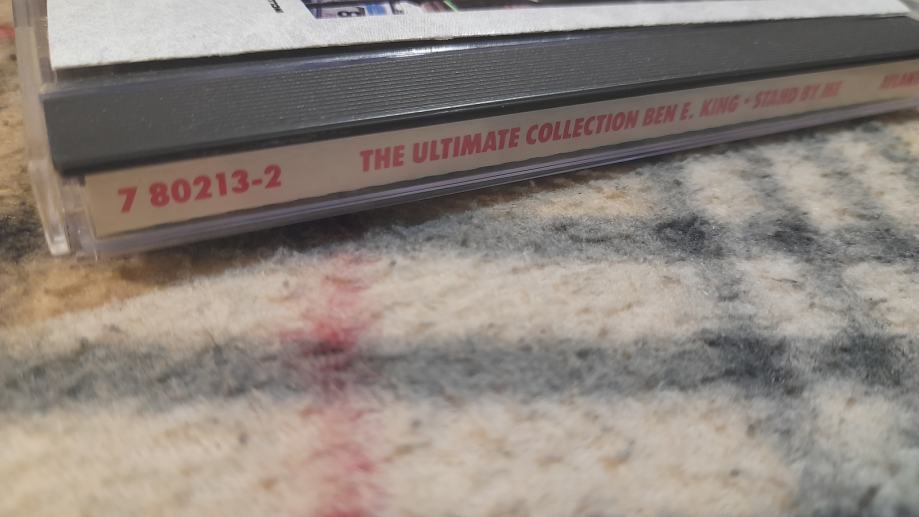 7 80213-2 THE ULTIMATE COLLECTION BEN E. KING • STAND BY ME